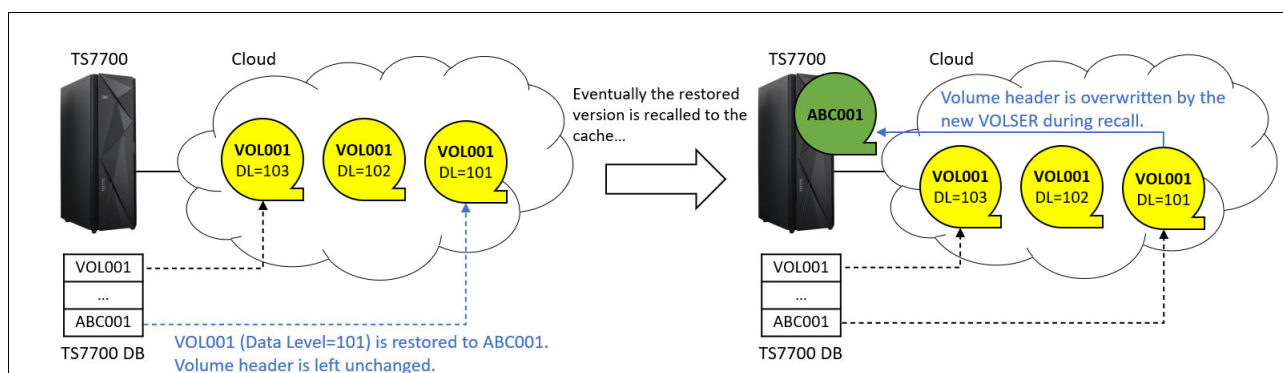 TS7700
Cloud
VOL001
DL=103
VOL001
DL=102
VOL001
DL=101
VOL001
...
ABC001
TS7700 DB
VOL001 (Data Level=101) is restored to ABC001.
Volume header is left unchanged.
Eventually the restored
version is recalled to the
cache...
TS7700
Cloud
ABC001
Volume header is overwritten by the
new VOLSER during recall.
VOL001
DL=103
VOL001
DL=102
VOL001
DL=101
VOL001
...
ABC001
TS7700 DB